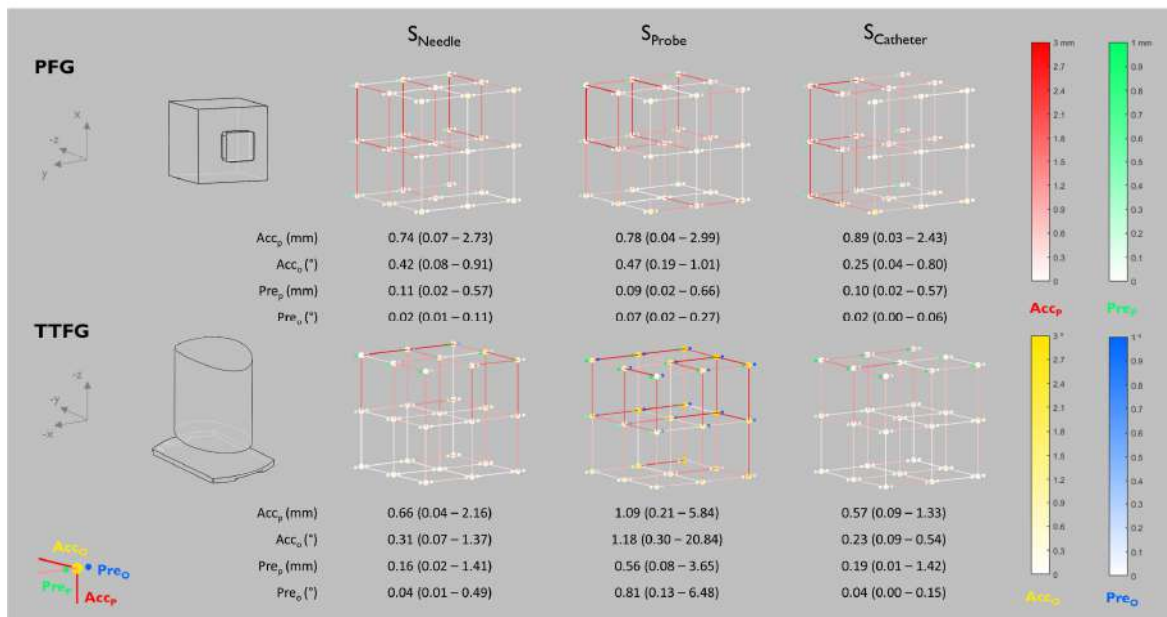 S_Needle S_Probe S_Catheter
PFG
x
-z
y
Acc_p (mm) 0.74 (0.07 – 2.73) 0.78 (0.04 – 2.99) 0.89 (0.03 – 2.43)
Acc_o (°) 0.42 (0.08 – 0.91) 0.47 (0.19 – 1.01) 0.25 (0.04 – 0.80)
Pre_p (mm) 0.11 (0.02 – 0.57) 0.09 (0.02 – 0.66) 0.10 (0.02 – 0.57)
Pre_o (°) 0.02 (0.01 – 0.11) 0.07 (0.02 – 0.27) 0.02 (0.00 – 0.06)
TTFG
-z
-y
-x
Acc_p (mm) 0.66 (0.04 – 2.16) 1.09 (0.21 – 5.84) 0.57 (0.09 – 1.33)
Acc_o (°) 0.31 (0.07 – 1.37) 1.18 (0.30 – 20.84) 0.23 (0.09 – 0.54)
Pre_p (mm) 0.16 (0.02 – 1.41) 0.56 (0.08 – 3.65) 0.19 (0.01 – 1.42)
Pre_o (°) 0.04 (0.01 – 0.49) 0.81 (0.13 – 6.48) 0.04 (0.00 – 0.15)
Acc_O
Pre_O
Pre_P
Acc_P
3 mm
2.7
2.4
2.1
1.8
1.5
1.2
0.9
0.6
0.3
0
Acc_P
1 mm
0.9
0.8
0.7
0.6
0.5
0.4
0.3
0.2
0.1
0
Pre_P
3 °
2.7
2.4
2.1
1.8
1.5
1.2
0.9
0.6
0.3
0
Acc_O
1 °
0.9
0.8
0.7
0.6
0.5
0.4
0.3
0.2
0.1
0
Pre_O